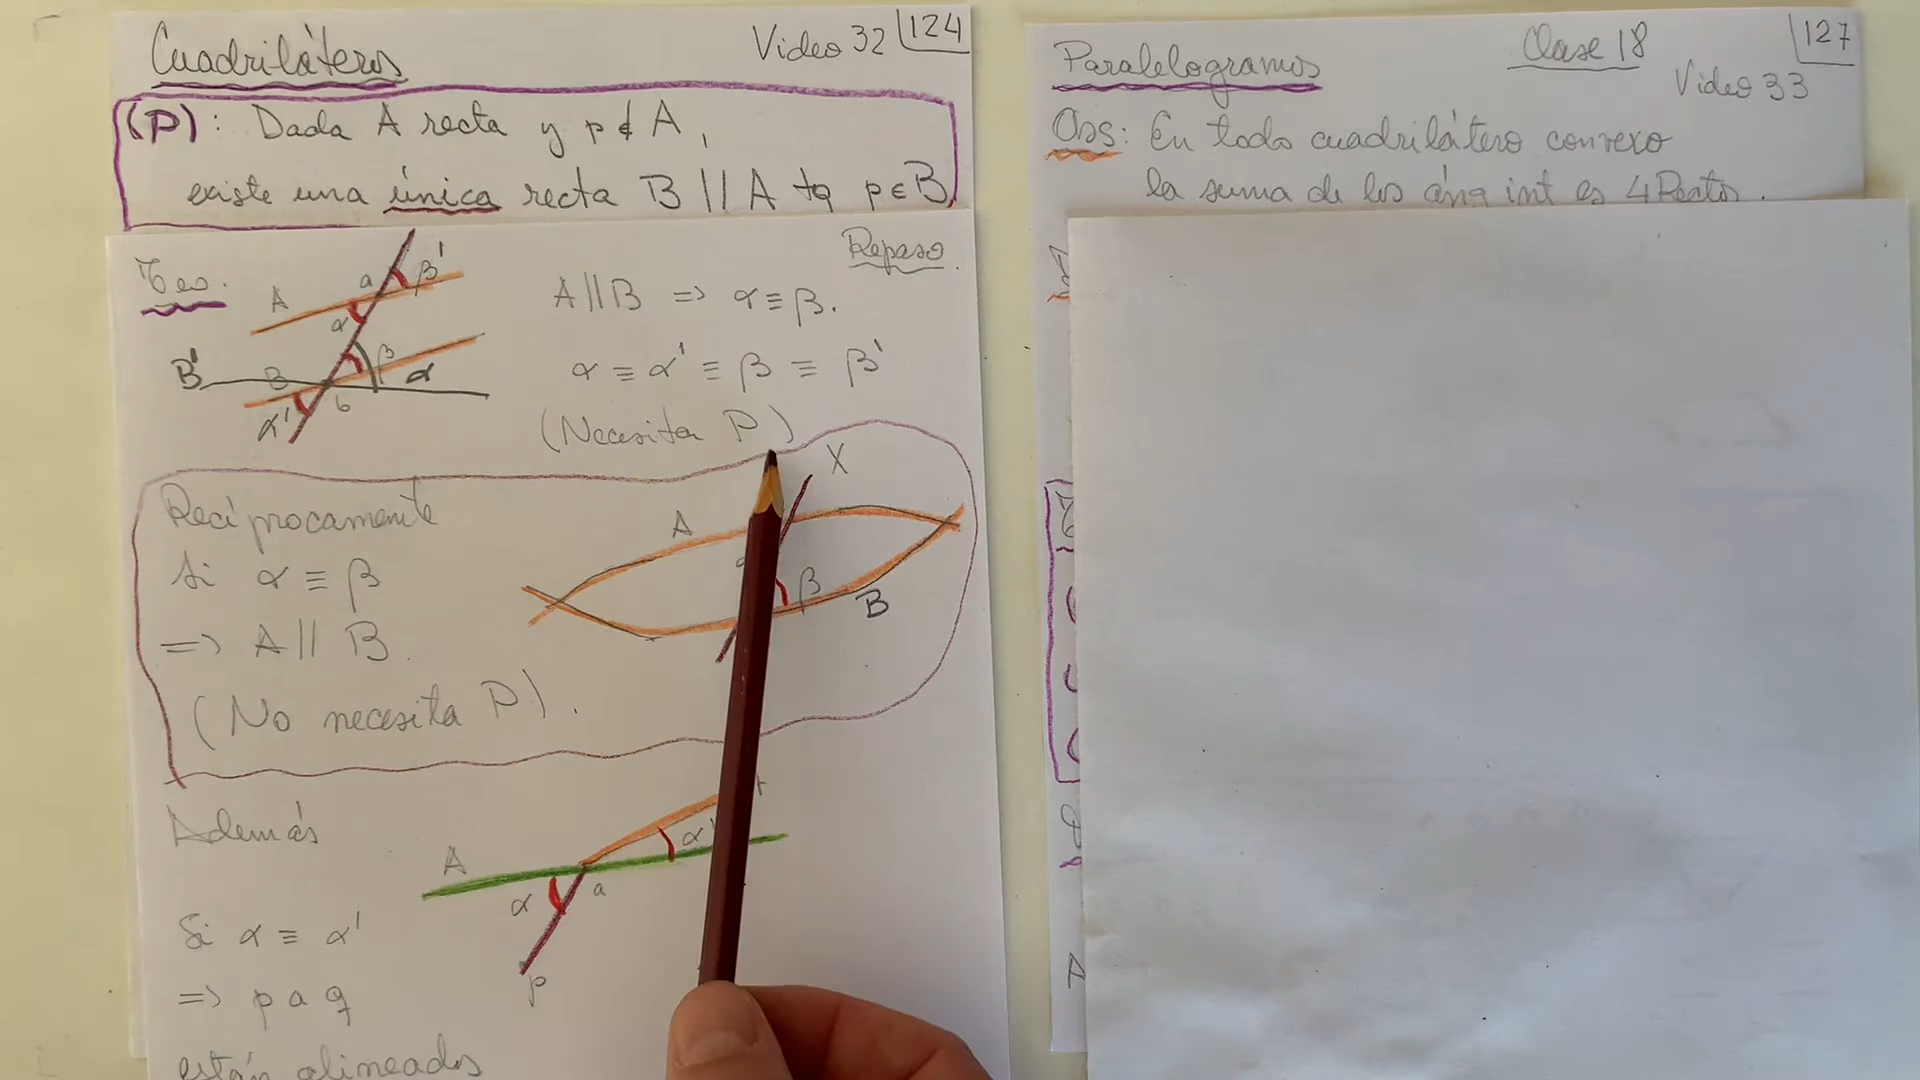 Cuadriláteros
Video 32 124
(P): Dada A recta y p ∉ A,
existe una única recta B // A tq p ∈ B
Repaso
Teo.
a β'
A
α
B'
B
β
α
α' b
A // B => α ≡ β.
α ≡ α' ≡ β ≡ β'
(Necesita P)
Recíprocamente
Si α ≡ β
=> A // B.
(No necesita P).
X
A
β
B
Además
Si α ≡ α'
=> p a q
están alineados
A
α'
α
a
p
Paralelogramos
Clase 18
127
Video 33
Obs: En todo cuadrilátero convexo
la suma de los áng int es 4 Rectos.